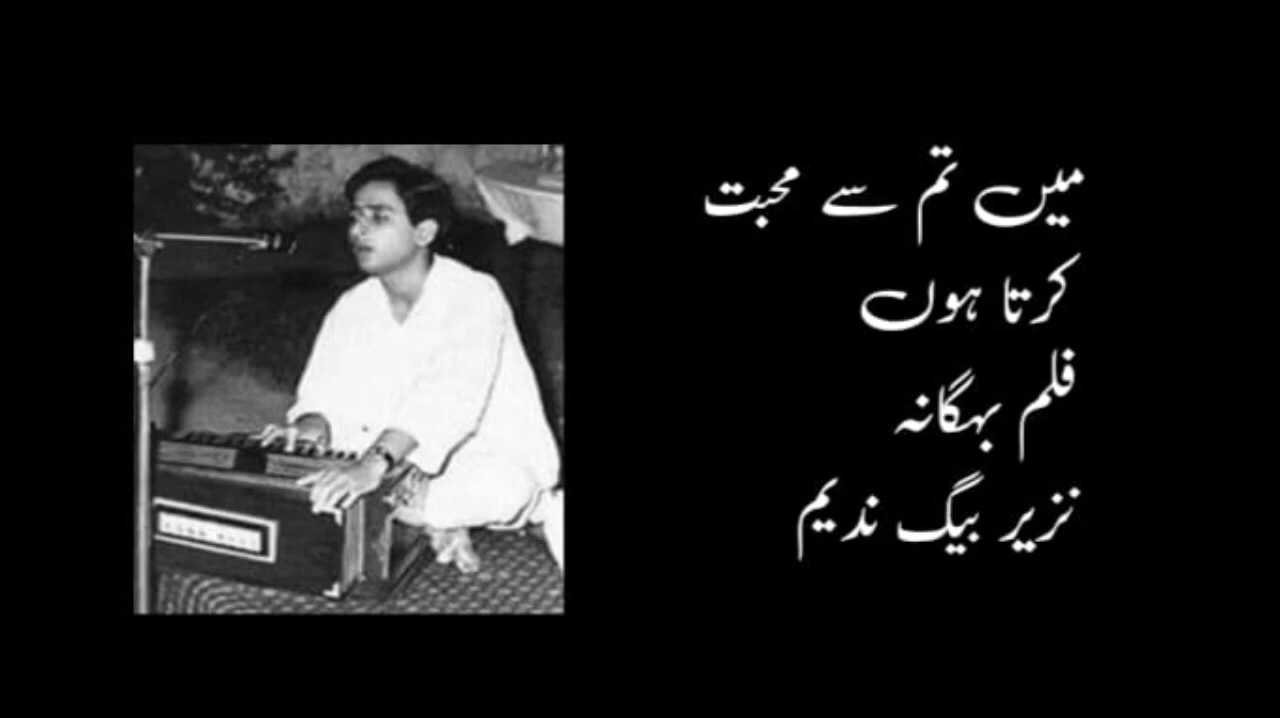 میں تم سے محبت
کرتا ہوں
فلم بہگانہ
نزیر بیگ ندیم